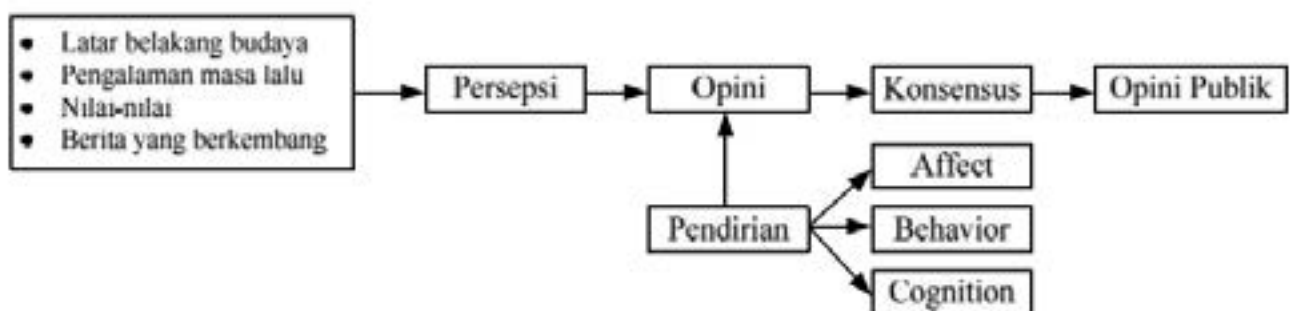 • Latar belakang budaya
• Pengalaman masa lalu
• Nilai-nilai
• Berita yang berkembang
Persepsi
Opini
Konsensus
Opini Publik
Affect
Pendirian
Behavior
Cognition